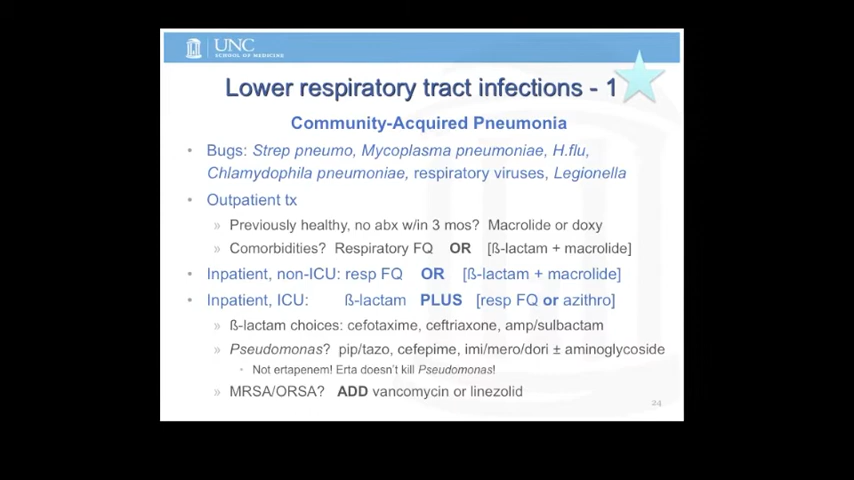 UNC
SCHOOL OF MEDICINE
Lower respiratory tract infections - 1
Community-Acquired Pneumonia
• Bugs: Strep pneumo, Mycoplasma pneumoniae, H.flu,
Chlamydophila pneumoniae, respiratory viruses, Legionella
• Outpatient tx
» Previously healthy, no abx w/in 3 mos? Macrolide or doxy
» Comorbidities? Respiratory FQ OR [ß-lactam + macrolide]
• Inpatient, non-ICU: resp FQ OR [ß-lactam + macrolide]
• Inpatient, ICU: ß-lactam PLUS [resp FQ or azithro]
» ß-lactam choices: cefotaxime, ceftriaxone, amp/sulbactam
» Pseudomonas? pip/tazo, cefepime, imi/mero/dori ± aminoglycoside
• Not ertapenem! Erta doesn't kill Pseudomonas!
» MRSA/ORSA? ADD vancomycin or linezolid
24